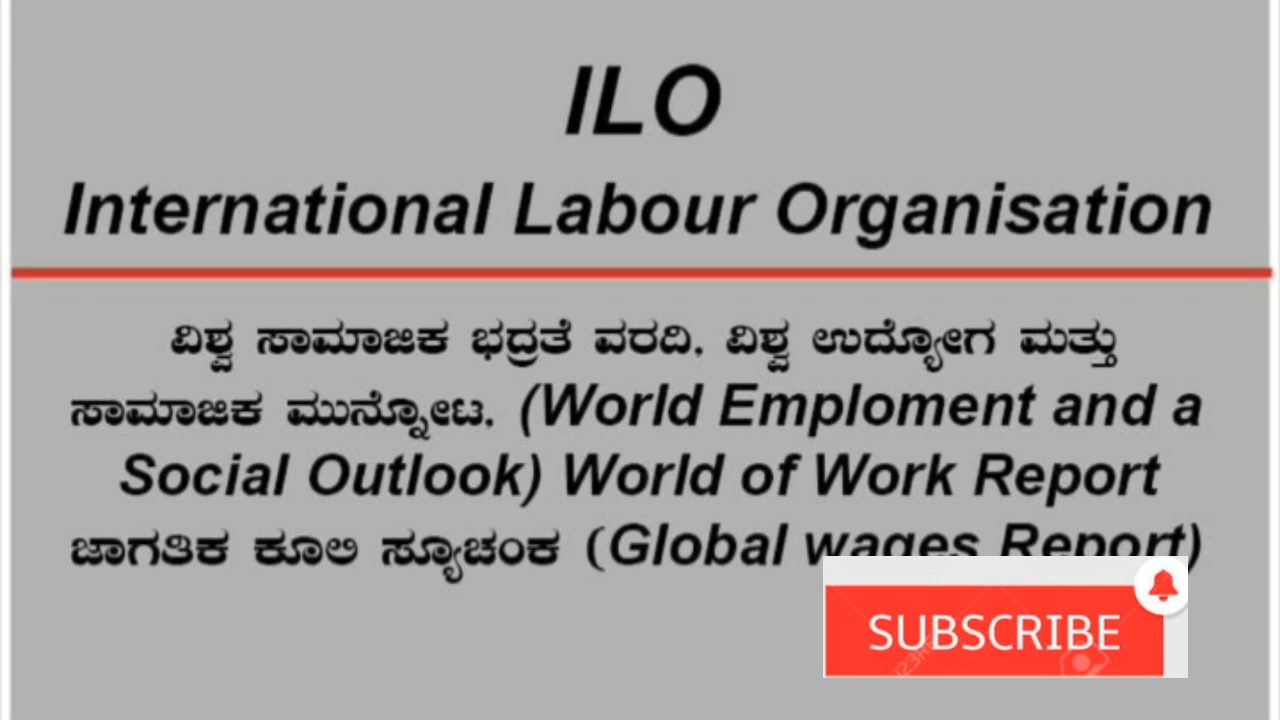 ILO
International Labour Organisation
ವಿಶ್ವ ಸಾಮಾಜಿಕ ಭದ್ರತೆ ವರದಿ, ವಿಶ್ವ ಉದ್ಯೋಗ ಮತ್ತು
ಸಾಮಾಜಿಕ ಮುನ್ನೋಟ, (World Emploment and a
Social Outlook) World of Work Report
ಜಾಗತಿಕ ಕೂಲಿ ಸ್ಯೂಚಂಕ (Global wages Report)
SUBSCRIBE